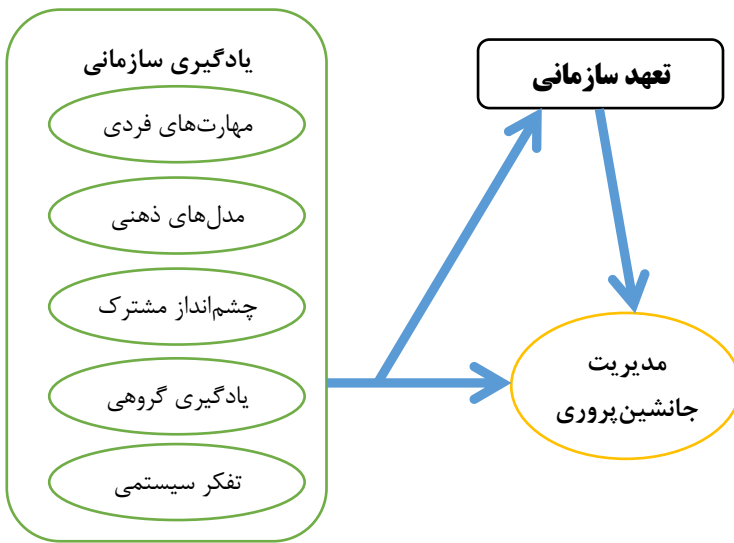 یادگیری سازمانی
مهارت‌های فردی
مدل‌های ذهنی
چشم‌انداز مشترک
یادگیری گروهی
تفکر سیستمی
تعهد سازمانی
مدیریت
جانشین‌پروری